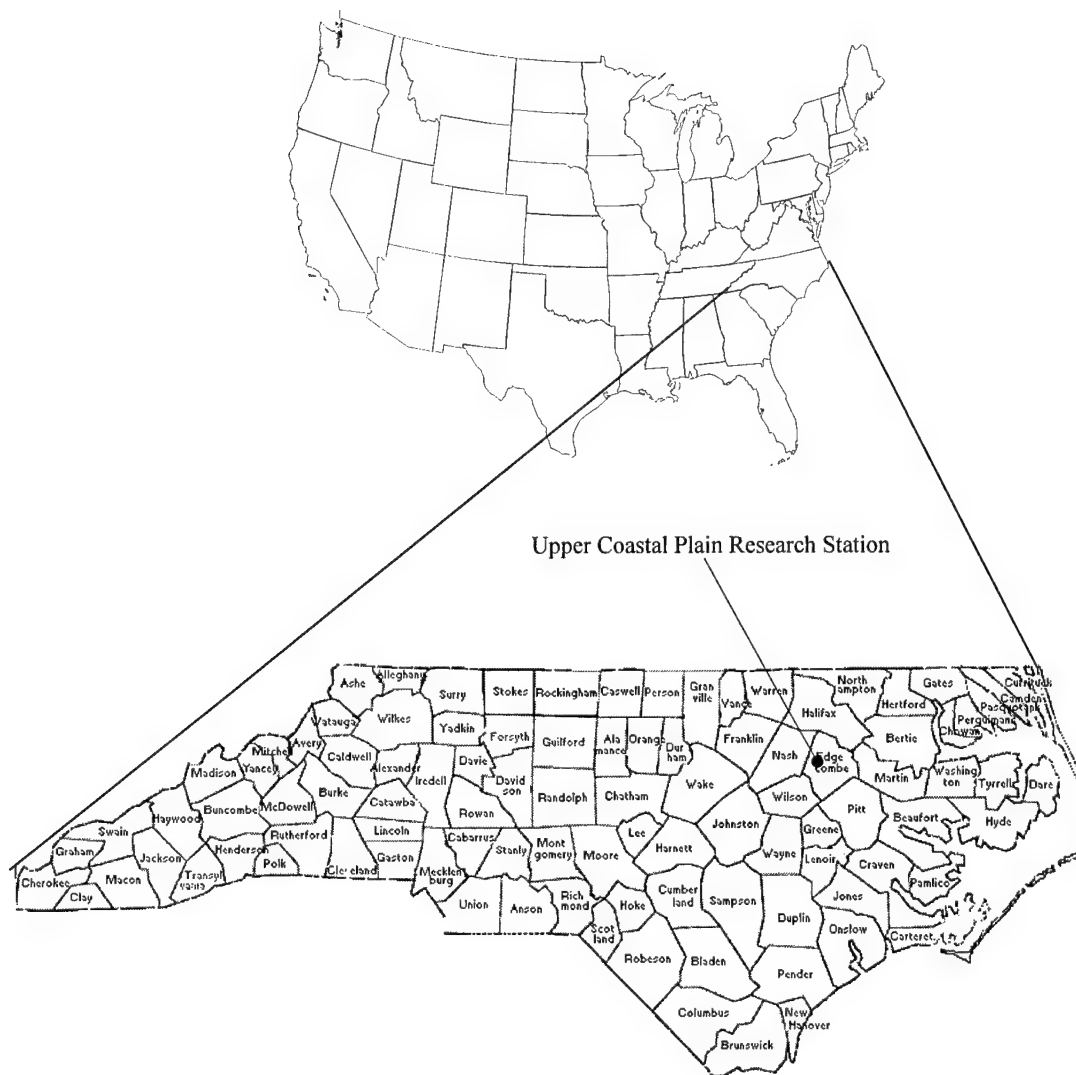 Upper Coastal Plain Research Station
Ashe
Alleghany
Surry
Stokes
Rockingham
Caswell
Person
Gran
ville
Vance
Warren
North
ampton
Gates
Currituck
Camden
Pasquotank
Perquimans
Chowan
Hertford
Halifax
Watauga
Wilkes
Yadkin
Forsyth
Guilford
Ala
mance
Orange
Dur
ham
Franklin
Nash
Edge
combe
Bertie
Martin
Washing
ton
Tyrrell
Dare
Mitche
Avery
Yancey
Madison
Caldwell
Alexander
Iredell
Davie
David
son
Randolph
Chatham
Wake
Wilson
Pitt
Beaufort
Hyde
Haywood
Buncombe
McDowell
Burke
Catawba
Rowan
Swain
Graham
Cherokee
Clay
Macon
Jackson
Transyl
vania
Henderson
Polk
Rutherford
Cleveland
Lincoln
Gaston
Mecklen
burg
Cabarrus
Stanly
Mont
gomery
Moore
Lee
Harnett
Johnston
Wayne
Greene
Lenoir
Craven
Pamlico
Jones
Carteret
Onslow
Union
Anson
Rich
mond
Scot
land
Hoke
Cumber
land
Sampson
Duplin
Robeson
Bladen
Pender
Columbus
New
Hanover
Brunswick